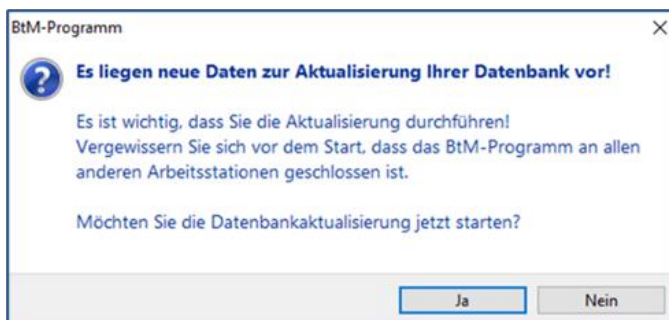 BtM-Programm
Es liegen neue Daten zur Aktualisierung Ihrer Datenbank vor!
Es ist wichtig, dass Sie die Aktualisierung durchführen!
Vergewissern Sie sich vor dem Start, dass das BtM-Programm an allen
anderen Arbeitsstationen geschlossen ist.
Möchten Sie die Datenbankaktualisierung jetzt starten?
Ja
Nein